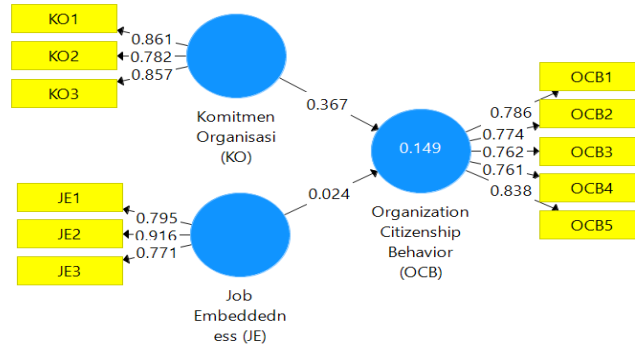 KO1
KO2
KO3
0.861
0.782
0.857
Komitmen
Organisasi
(KO)
0.367
JE1
JE2
JE3
0.795
0.916
0.771
Job
Embeddedn
ess (JE)
0.024
0.149
Organization
Citizenship
Behavior
(OCB)
0.786
0.774
0.762
0.761
0.838
OCB1
OCB2
OCB3
OCB4
OCB5